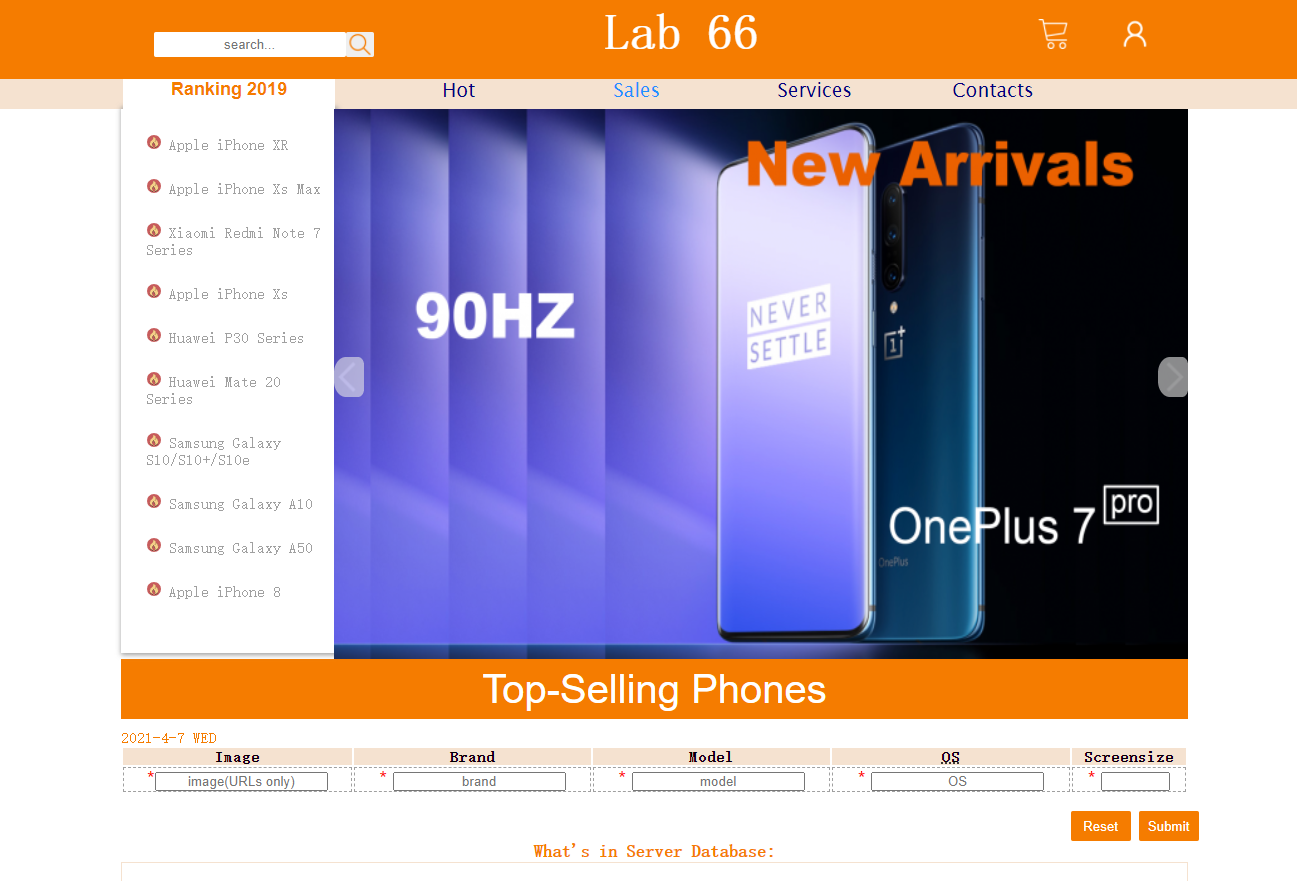 Lab 66
search...
Ranking 2019
Hot
Sales
Services
Contacts
Apple iPhone XR
Apple iPhone Xs Max
Xiaomi Redmi Note 7
Series
Apple iPhone Xs
Huawei P30 Series
Huawei Mate 20
Series
Samsung Galaxy
S10/S10+/S10e
Samsung Galaxy A10
Samsung Galaxy A50
Apple iPhone 8
New Arrivals
90HZ
NEVER
SETTLE
1+
OnePlus 7 pro
OnePlus
Top-Selling Phones
2021-4-7 WED
Image Brand Model OS Screensize
* image(URLs only) * brand * model * OS *
Reset Submit
What's in Server Database: